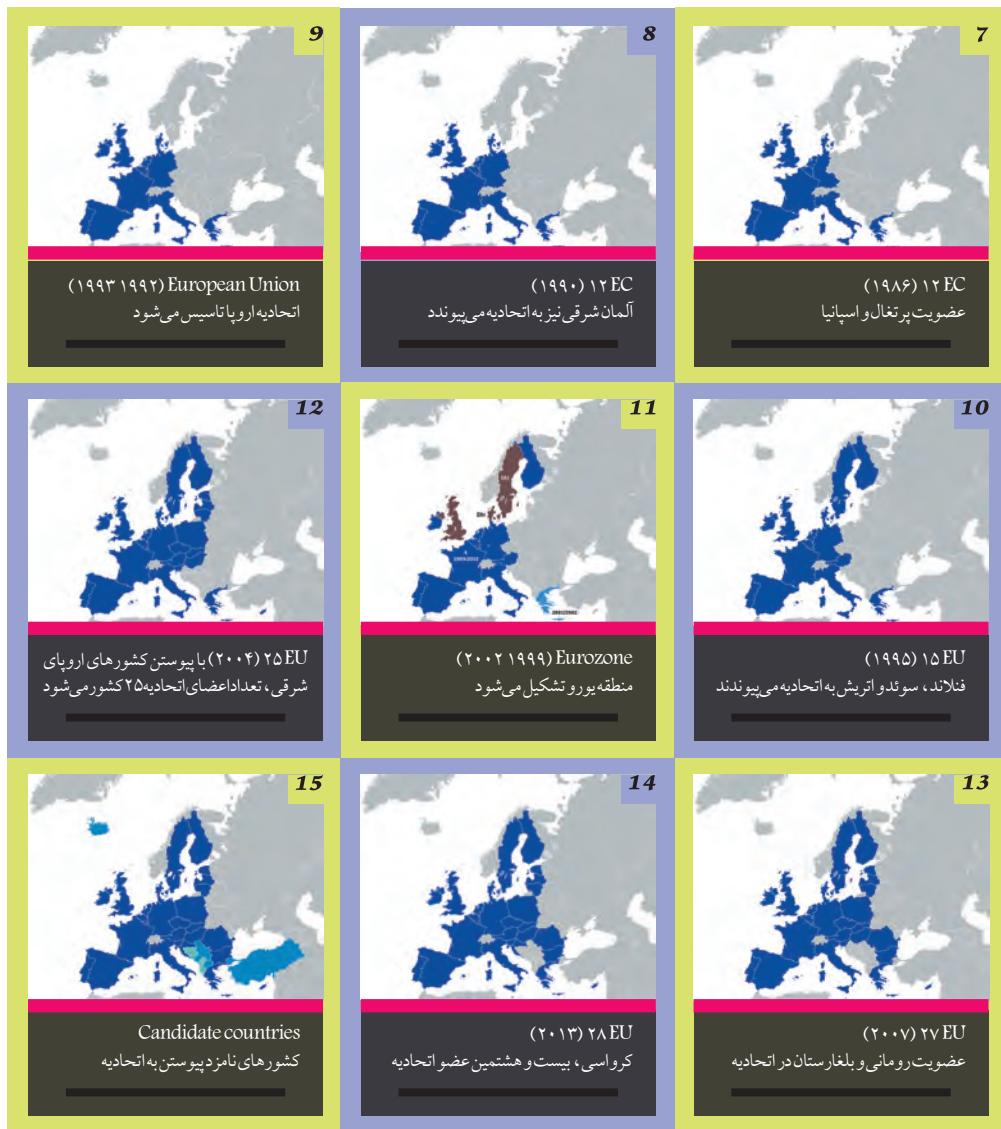 7
۱۲ EC (۱۹۸۶)
عضویت پرتغال و اسپانیا
8
۱۲ EC (۱۹۹۰)
آلمان شرقی نیز به اتحادیه می‌پیوندد
9
European Union (۱۹۹۲ ۱۹۹۳)
اتحادیه اروپا تاسیس می‌شود
10
۱۵ EU (۱۹۹۵)
فنلاند، سوئد و اتریش به اتحادیه می‌پیوندند
11
Eurozone (۱۹۹۹ ۲۰۰۲)
منطقه یورو تشکیل می‌شود
12
۲۵ EU (۲۰۰۴) با پیوستن کشورهای اروپای
شرقی، تعداد اعضای اتحادیه ۲۵ کشور می‌شود
13
۲۷ EU (۲۰۰۷)
عضویت رومانی و بلغارستان در اتحادیه
14
۲۸ EU (۲۰۱۳)
کرواسی، بیست و هشتمین عضو اتحادیه
15
Candidate countries
کشورهای نامزد پیوستن به اتحادیه